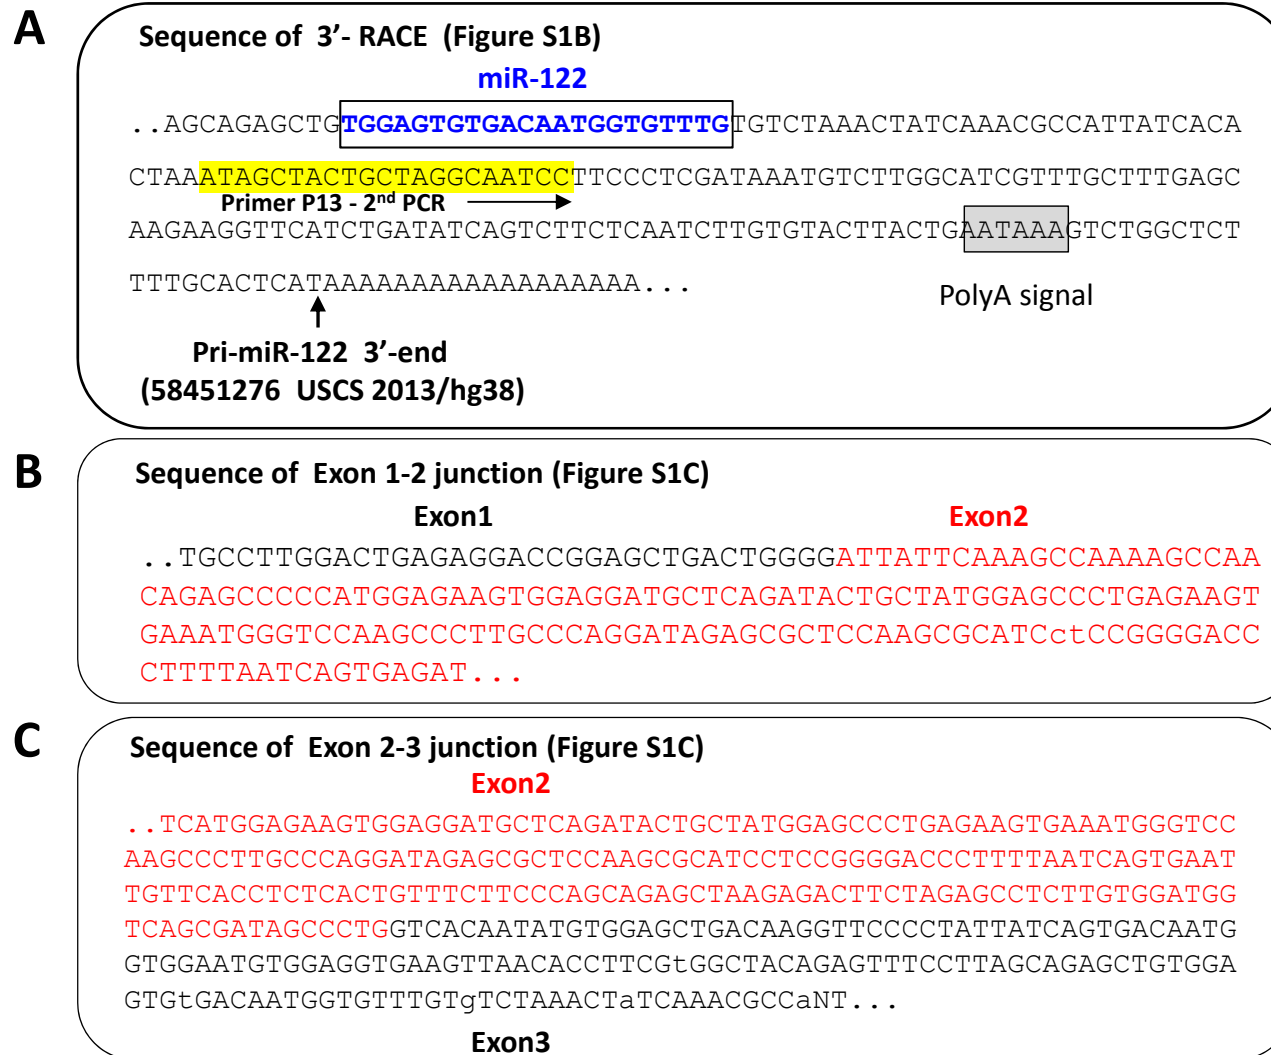 A
Sequence of 3’- RACE (Figure S1B)
miR-122
..AGCAGAGCTGTGGAGTGTGACAATGGTGTTTGTGTCTAAACTATCAAACGCCATTATCACA
CTAAATAGCTACTGCTAGGCAATCCTTCCCTCGATAAATGTCTTGGCATCGTTTGCTTTGAGC
Primer P13 - 2nd PCR
AAGAAGGTTCATCTGATATCAGTCTTCTCAATCTTGTGTACTTACTGAATAAAGTCTGGCTCT
TTTGCACTCATAAAAAAAAAAAAAAAAAAAAAA...
PolyA signal
Pri-miR-122 3’-end
(58451276 USCS 2013/hg38)
B
Sequence of Exon 1-2 junction (Figure S1C)
Exon1 Exon2
..TGCCTTGGACTGAGAGGACCGGAGCTGACTGGGGATTATTCAAAGCCAAAAGCCAA
CAGAGCCCCCATGGAGAAGTGGAGGATGCTCAGATACTGCTATGGAGCCCTGAGAAGT
GAAATGGGTCCAAGCCCTTGCCCAGGATAGAGCGCTCCAAGCGCATCctCCGGGGACC
CTTTTAATCAGTGAGAT...
C
Sequence of Exon 2-3 junction (Figure S1C)
Exon2
..TCATGGAGAAGTGGAGGATGCTCAGATACTGCTATGGAGCCCTGAGAAGTGAAATGGGTCC
AAGCCCTTGCCCAGGATAGAGCGCTCCAAGCGCATCCTCCGGGGACCCTTTTAATCAGTGAAT
TGTTCACCTCTCACTGTTTCTTCCCAGCAGAGCTAAGAGACTTCTAGAGCCTCTTGTGGATGG
TCAGCGATAGCCCTGGTCACAATATGTGGAGCTGACAAGGTTCCCCTATTATCAGTGACAATG
GTGGAATGTGGAGGTGAAGTTAACACCTTCGtGGCTACAGAGTTTCCTTAGCAGAGCTGTGGA
GTGtGACAATGGTGTTTGTgTCTAAACTaTCAAACGCCaNT...
Exon3